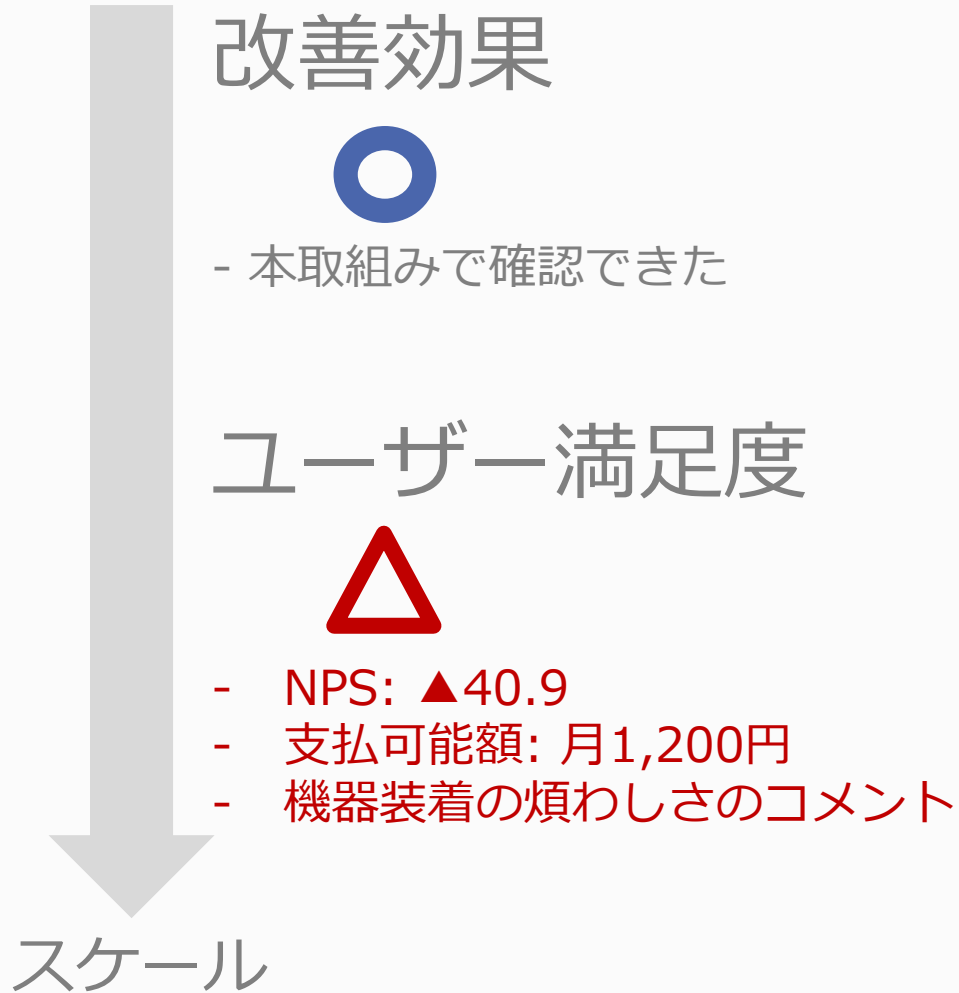 改善効果
- 本取組みで確認できた
ユーザー満足度
- NPS: ▲40.9
- 支払可能額: 月1,200円
- 機器装着の煩わしさのコメント
スケール